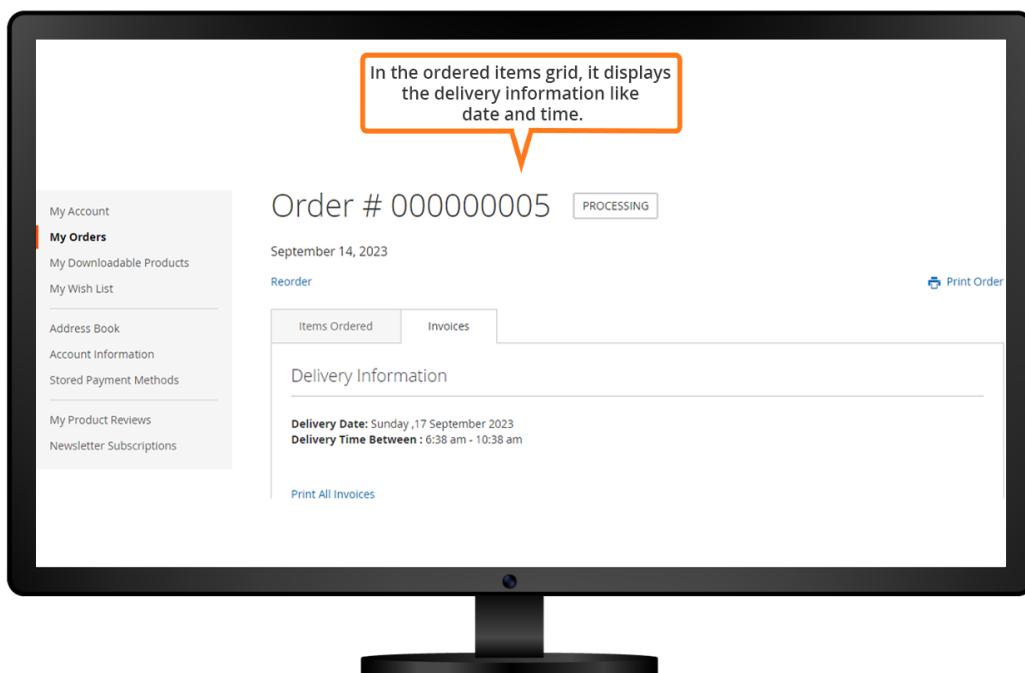 In the ordered items grid, it displays
the delivery information like
date and time.
My Account
My Orders
My Downloadable Products
My Wish List
Address Book
Account Information
Stored Payment Methods
My Product Reviews
Newsletter Subscriptions
Order # 000000005 PROCESSING
September 14, 2023
Reorder Print Order
Items Ordered Invoices
Delivery Information
Delivery Date: Sunday ,17 September 2023
Delivery Time Between : 6:38 am - 10:38 am
Print All Invoices